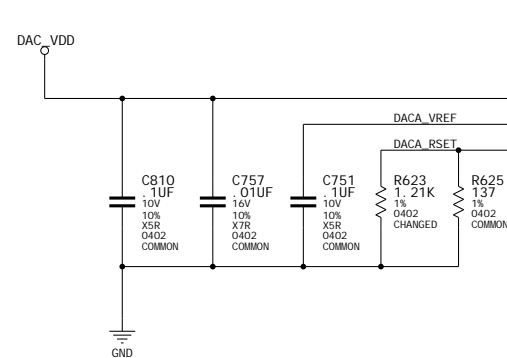 DAC_VDD
DACA_VREF
DACA_RSET
C810
.1UF
10V
10%
X5R
0402
COMMON
C757
.01UF
16V
10%
X7R
0402
COMMON
C751
.1UF
10V
10%
X5R
0402
COMMON
R623
1.21K
1%
0402
CHANGED
R625
137
1%
0402
COMMON
GND